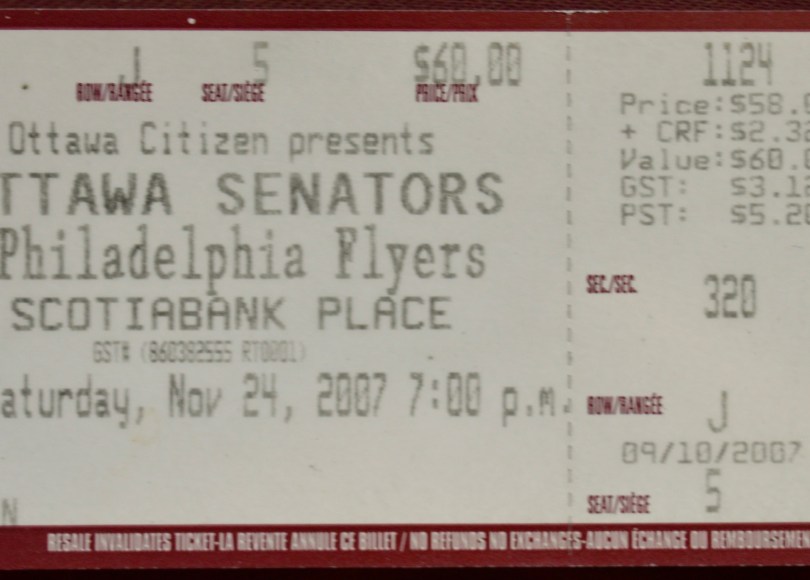 J 5 $60.00
ROW/RANGÉE SEAT/SIÈGE PRICE/PRIX
Ottawa Citizen presents
TTAWA SENATORS
Philadelphia Flyers
SCOTIABANK PLACE
GST# (860382555 RT0001)
aturday, Nov 24, 2007 7:00 p.m.
N
1124
Price:$58.
+ CRF:$2.3
Value:$60.
GST: $3.1
PST: $5.2
SEC./SEC. 320
ROW/RANGÉE J
09/10/2007
SEAT/SIÈGE 5
RESALE INVALIDATES TICKET-LA REVENTE ANNULE CE BILLET / NO REFUNDS NO EXCHANGES-AUCUN ÉCHANGE OU REMBOURSEMEN